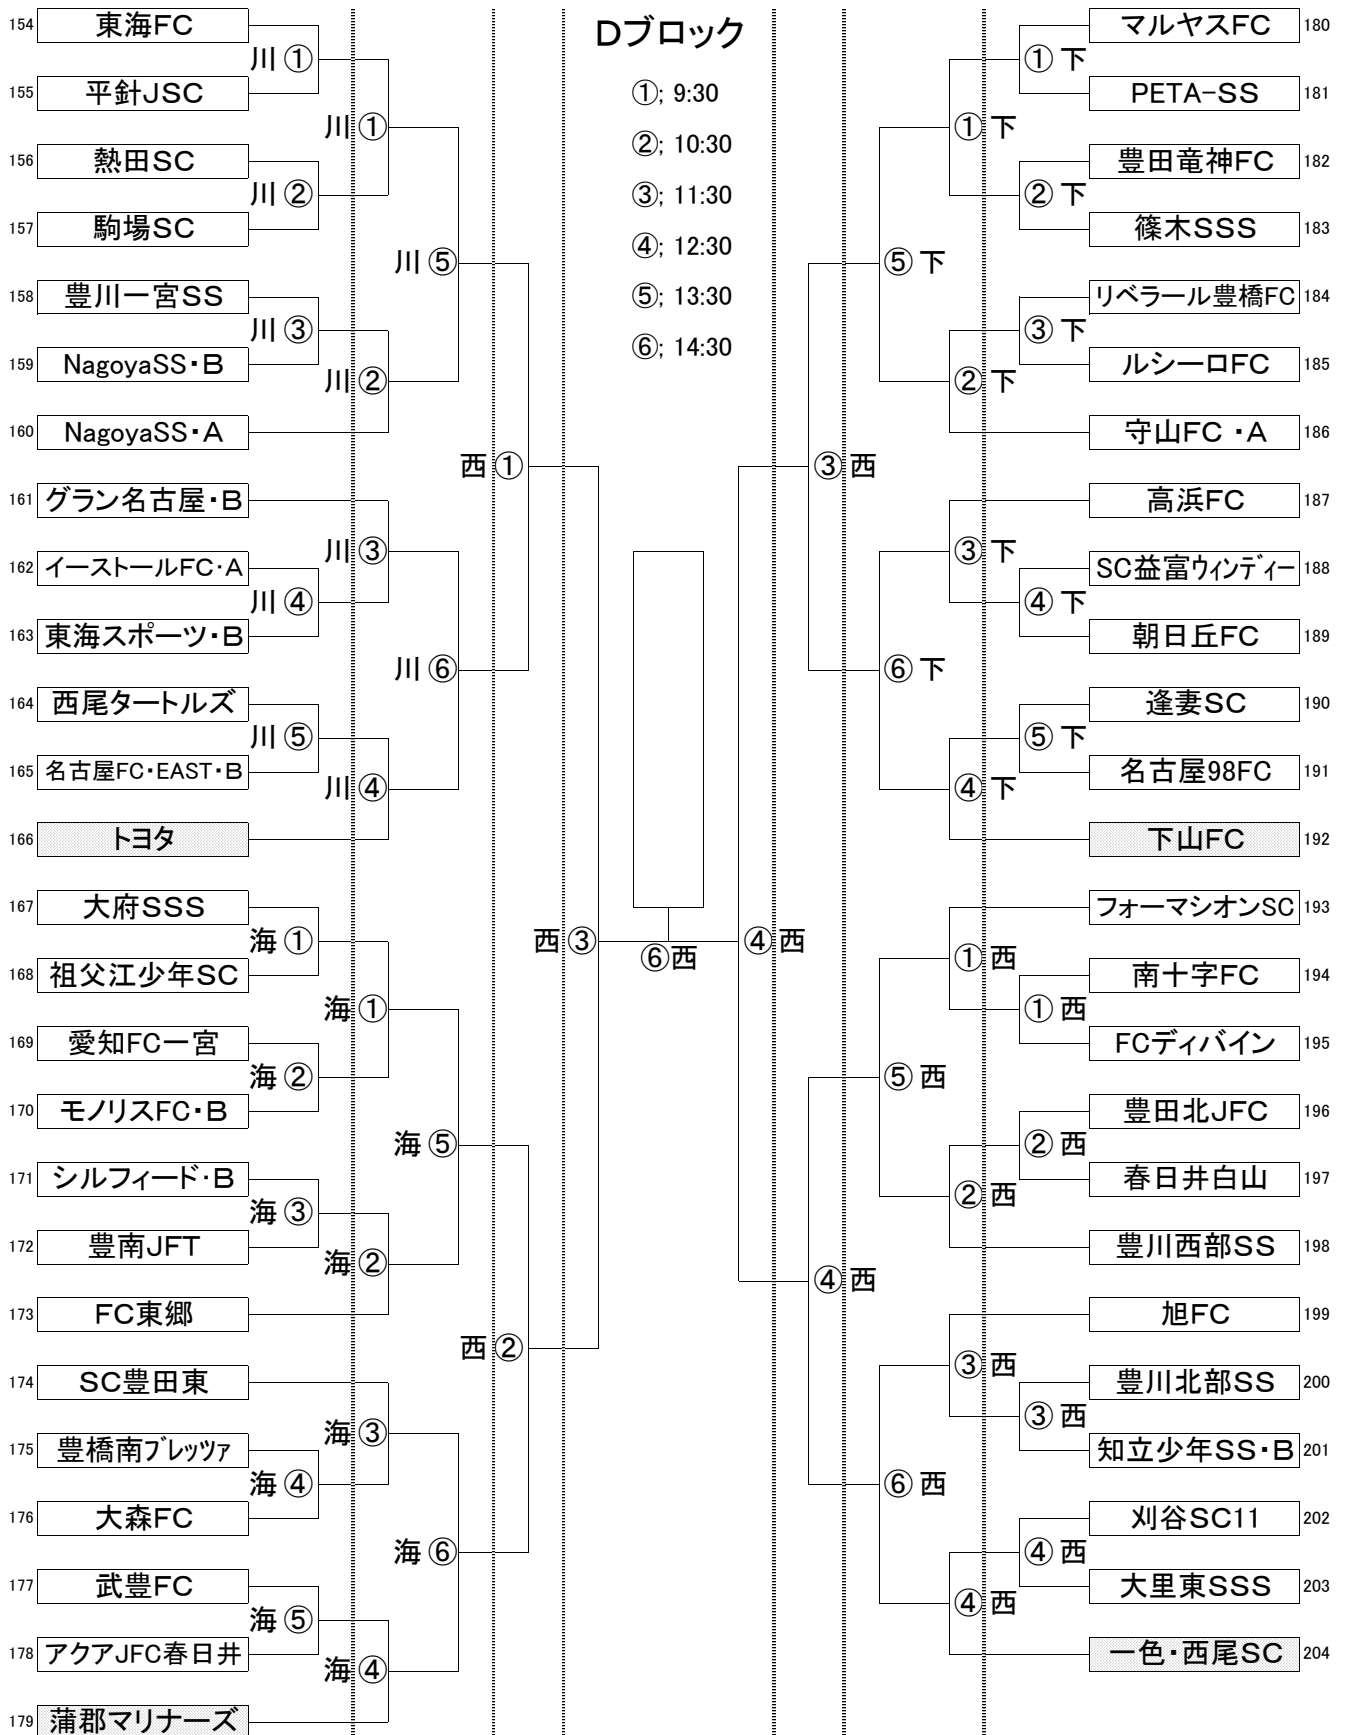 Dブロック
①; 9:30
②; 10:30
③; 11:30
④; 12:30
⑤; 13:30
⑥; 14:30
154 東海FC
川 ①
155 平針JSC
川 ①
156 熱田SC
川 ②
157 駒場SC
川 ⑤
158 豊川一宮SS
川 ③
159 NagoyaSS・B
川 ②
160 NagoyaSS・A
西 ①
161 グラン名古屋・B
川 ③
162 イーストールFC・A
川 ④
163 東海スポーツ・B
川 ⑥
164 西尾タートルズ
川 ⑤
165 名古屋FC・EAST・B
川 ④
166 トヨタ
167 大府SSS
海 ①
西 ③
168 祖父江少年SC
海 ①
169 愛知FC一宮
海 ②
170 モノリスFC・B
海 ⑤
171 シルフィード・B
海 ③
172 豊南JFT
海 ②
173 FC東郷
西 ②
174 SC豊田東
海 ③
175 豊橋南ブレッツァ
海 ④
176 大森FC
海 ⑥
177 武豊FC
海 ⑤
178 アクアJFC春日井
海 ④
179 蒲郡マリナーズ
⑥西
マルヤスFC 180
① 下
PETA-SS 181
① 下
豊田竜神FC 182
② 下
篠木SSS 183
⑤ 下
リベラール豊橋FC 184
③ 下
ルシーロFC 185
② 下
守山FC ・A 186
③ 西
高浜FC 187
③ 下
SC益富ウィンディー 188
④ 下
朝日丘FC 189
⑥ 下
逢妻SC 190
⑤ 下
名古屋98FC 191
④ 下
下山FC 192
フォーマシオンSC 193
④ 西
① 西
南十字FC 194
① 西
FCディバイン 195
⑤ 西
豊田北JFC 196
② 西
春日井白山 197
② 西
豊川西部SS 198
④ 西
旭FC 199
③ 西
豊川北部SS 200
③ 西
知立少年SS・B 201
⑥ 西
刈谷SC11 202
④ 西
大里東SSS 203
④ 西
一色・西尾SC 204